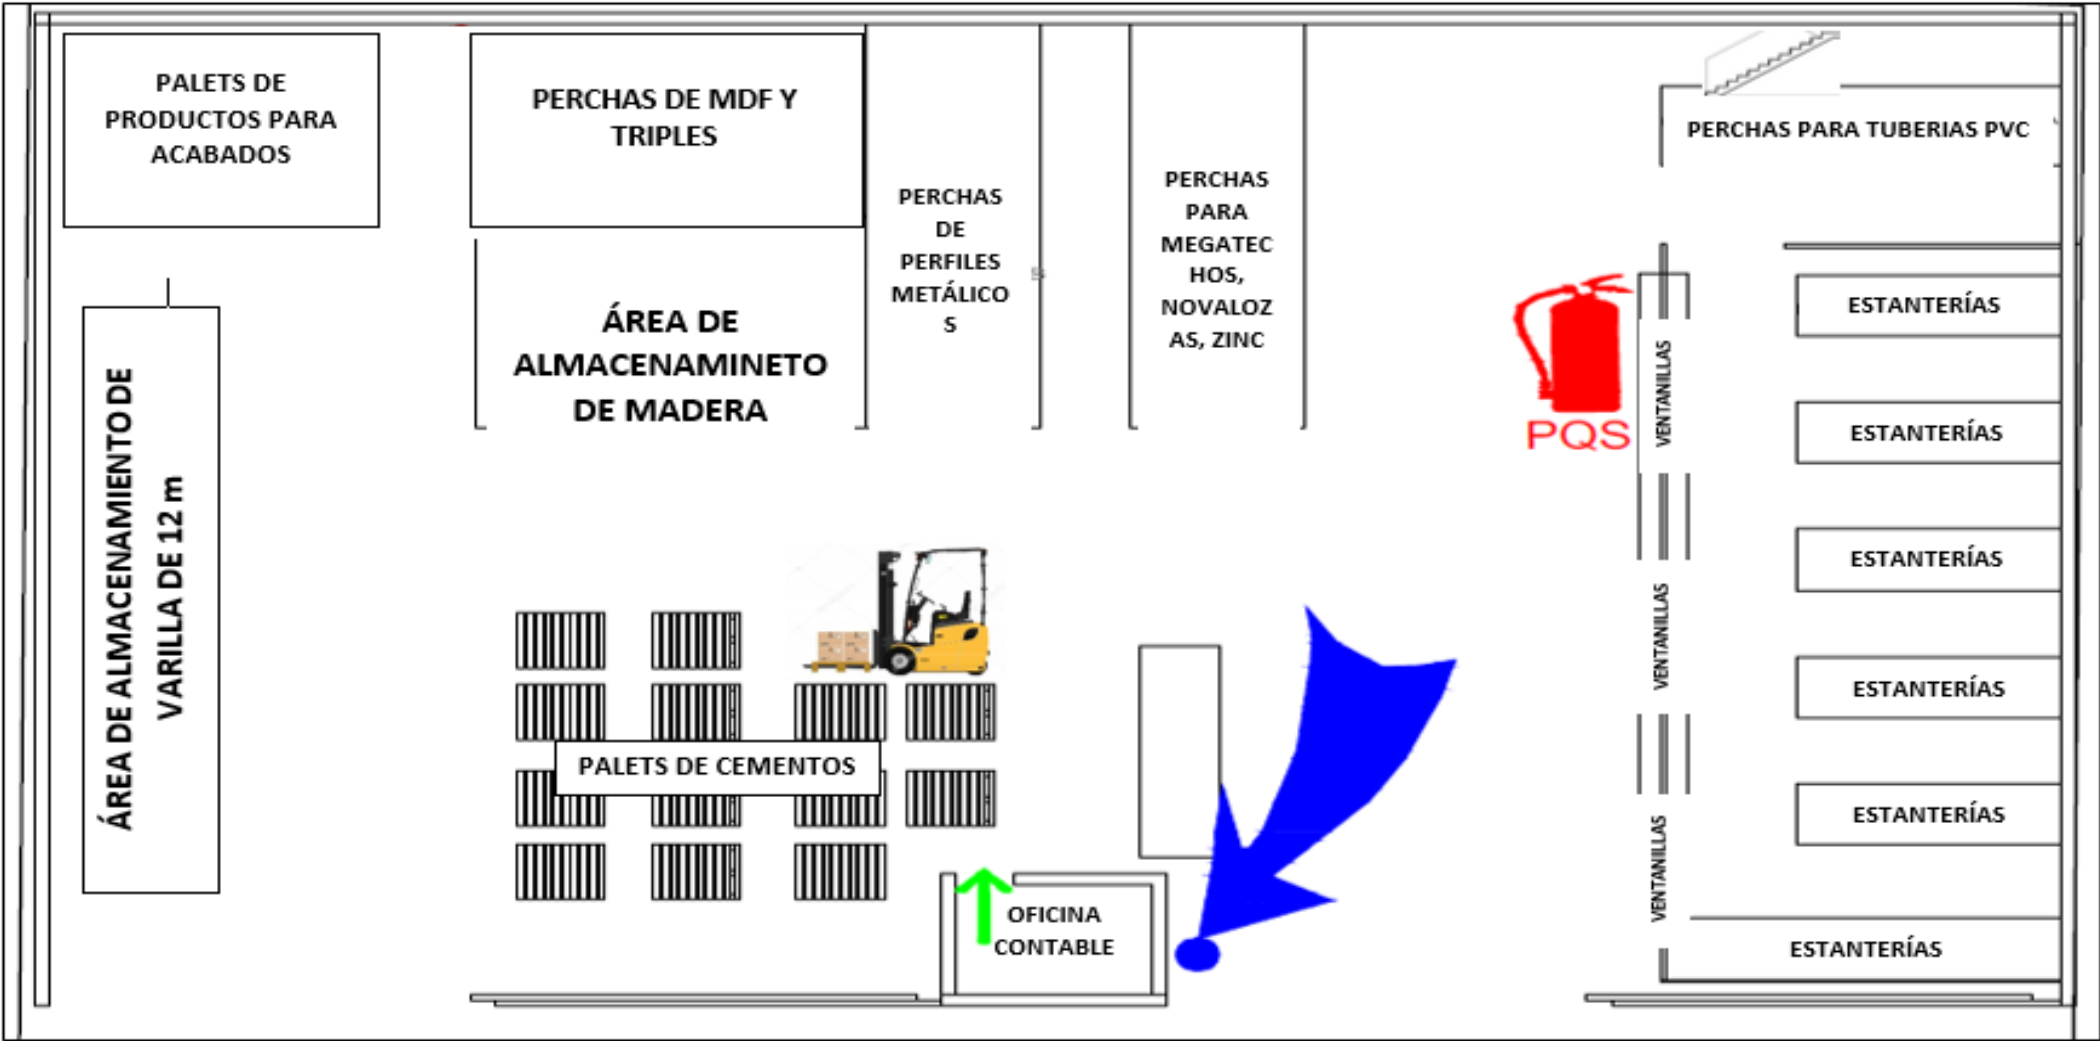 PALETS DE
PRODUCTOS PARA
ACABADOS
PERCHAS DE MDF Y
TRIPLES
PERCHAS
DE
PERFILES
METÁLICO
S
PERCHAS
PARA
MEGATEC
HOS,
NOVALOZ
AS, ZINC
PERCHAS PARA TUBERIAS PVC
ÁREA DE
ALMACENAMINETO
DE MADERA
S
ÁREA DE ALMACENAMIENTO DE
VARILLA DE 12 m
PQS
VENTANILLAS
VENTANILLAS
VENTANILLAS
ESTANTERÍAS
ESTANTERÍAS
ESTANTERÍAS
ESTANTERÍAS
ESTANTERÍAS
ESTANTERÍAS
PALETS DE CEMENTOS
OFICINA
CONTABLE